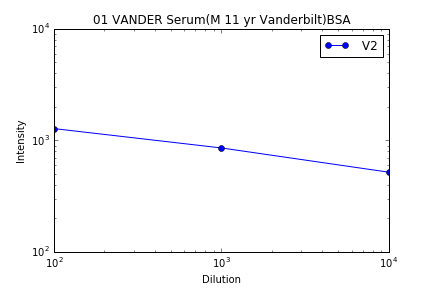 01 VANDER Serum(M 11 yr Vanderbilt)BSA
V2
Intensity
10^4
10^3
10^2
10^2 10^3 10^4
Dilution